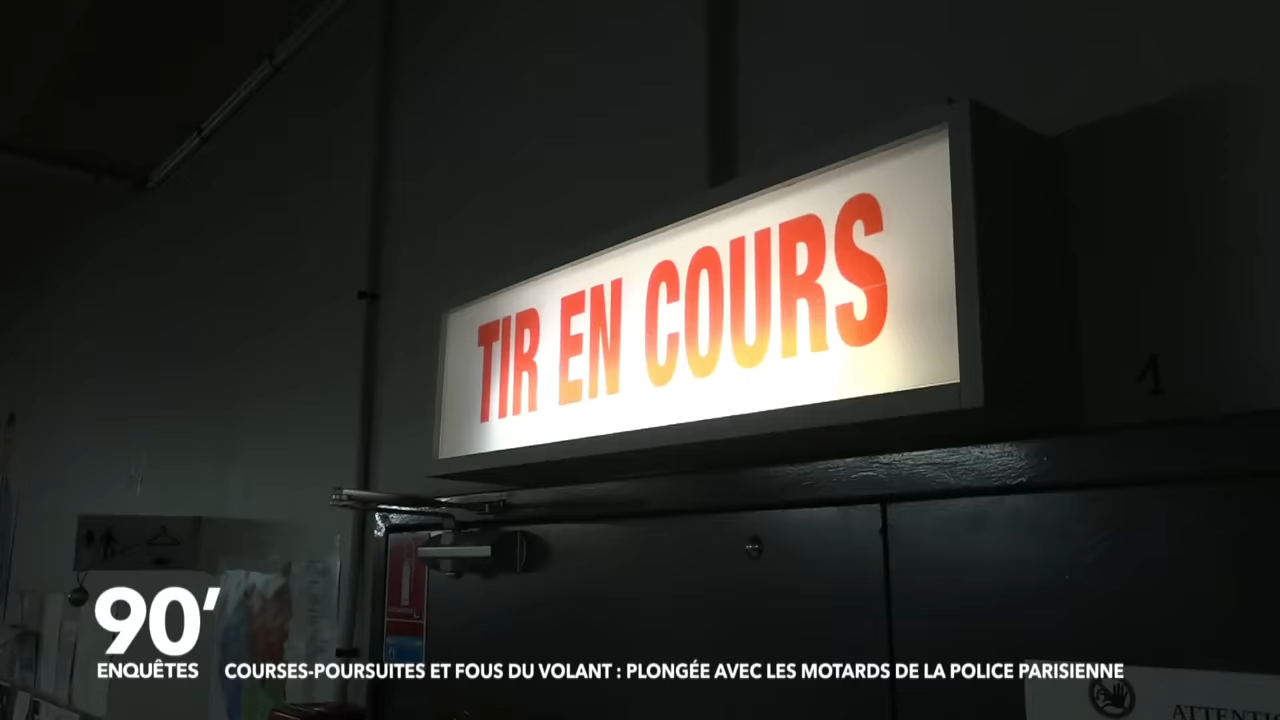 TIR EN COURS
1
90'
ENQUÊTES
COURSES-POURSUITES ET FOUS DU VOLANT : PLONGÉE AVEC LES MOTARDS DE LA POLICE PARISIENNE